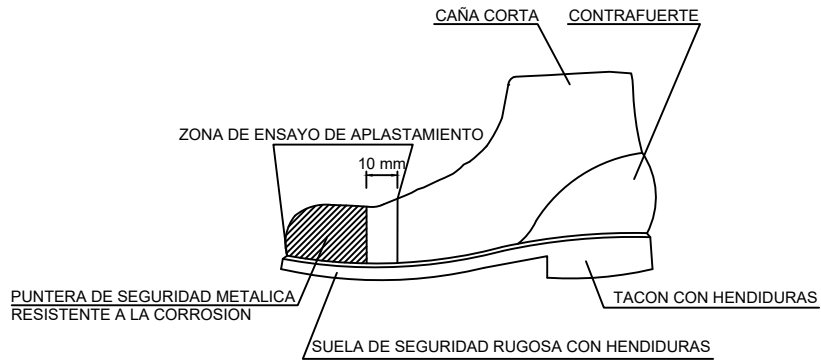 CAÑA CORTA
CONTRAFUERTE
ZONA DE ENSAYO DE APLASTAMIENTO
10 mm
PUNTERA DE SEGURIDAD METALICA
RESISTENTE A LA CORROSION
TACON CON HENDIDURAS
SUELA DE SEGURIDAD RUGOSA CON HENDIDURAS